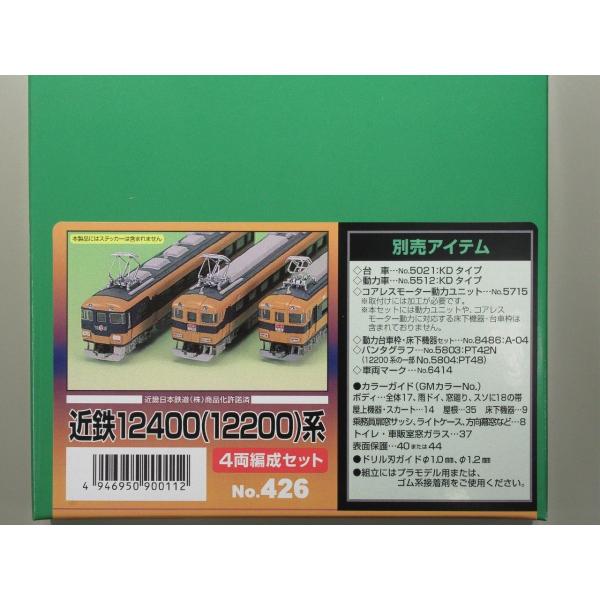 本製品にはステッカーは含まれません
近畿日本鉄道(株)商品化許諾済
近鉄12400(12200)系
4両編成セット
4 946950 900112
No.426
別売アイテム
◇台 車…No.5021:KDタイプ
◇動力車…No.5512:KDタイプ
◇コアレスモーター動力ユニット…No.5715
※取付けには加工が必要です。
※本セットには動力ユニットや、コアレス
モーター動力に対応する床下機器・台車枠は
含まれておりません。
◇動力台車枠・床下機器セット…No.8486:A-04
◇パンタグラフ…No.5803:PT42N
(12200系の一部No.5804:PT48)
◇車両マーク…No.6414
●カラーガイド(GMカラーNo.)
ボディ…全体17、雨ドイ、窓廻り、スソに18の帯
屋上機器・スカート…14 屋根…35 床下機器…9
乗務員扉窓サッシ、ライトケース、方向幕窓など…8
トイレ・車販室窓ガラス…37
表面保護…40または44
●ドリル刃ガイドφ1.0㎜、φ1.2㎜
●組立にはプラモデル用または、
ゴム系接着剤をご使用ください。